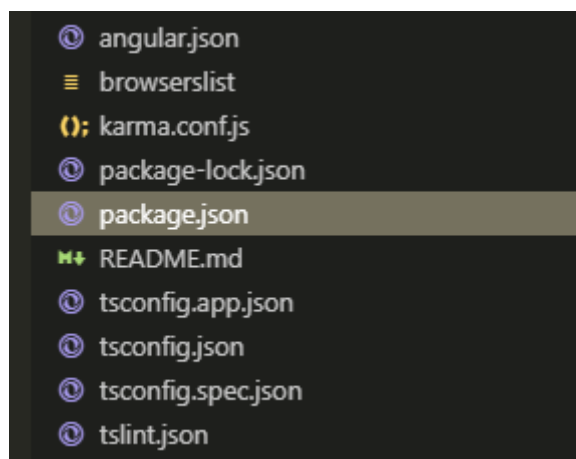 angular.json
browserslist
karma.conf.js
package-lock.json
package.json
README.md
tsconfig.app.json
tsconfig.json
tsconfig.spec.json
tslint.json